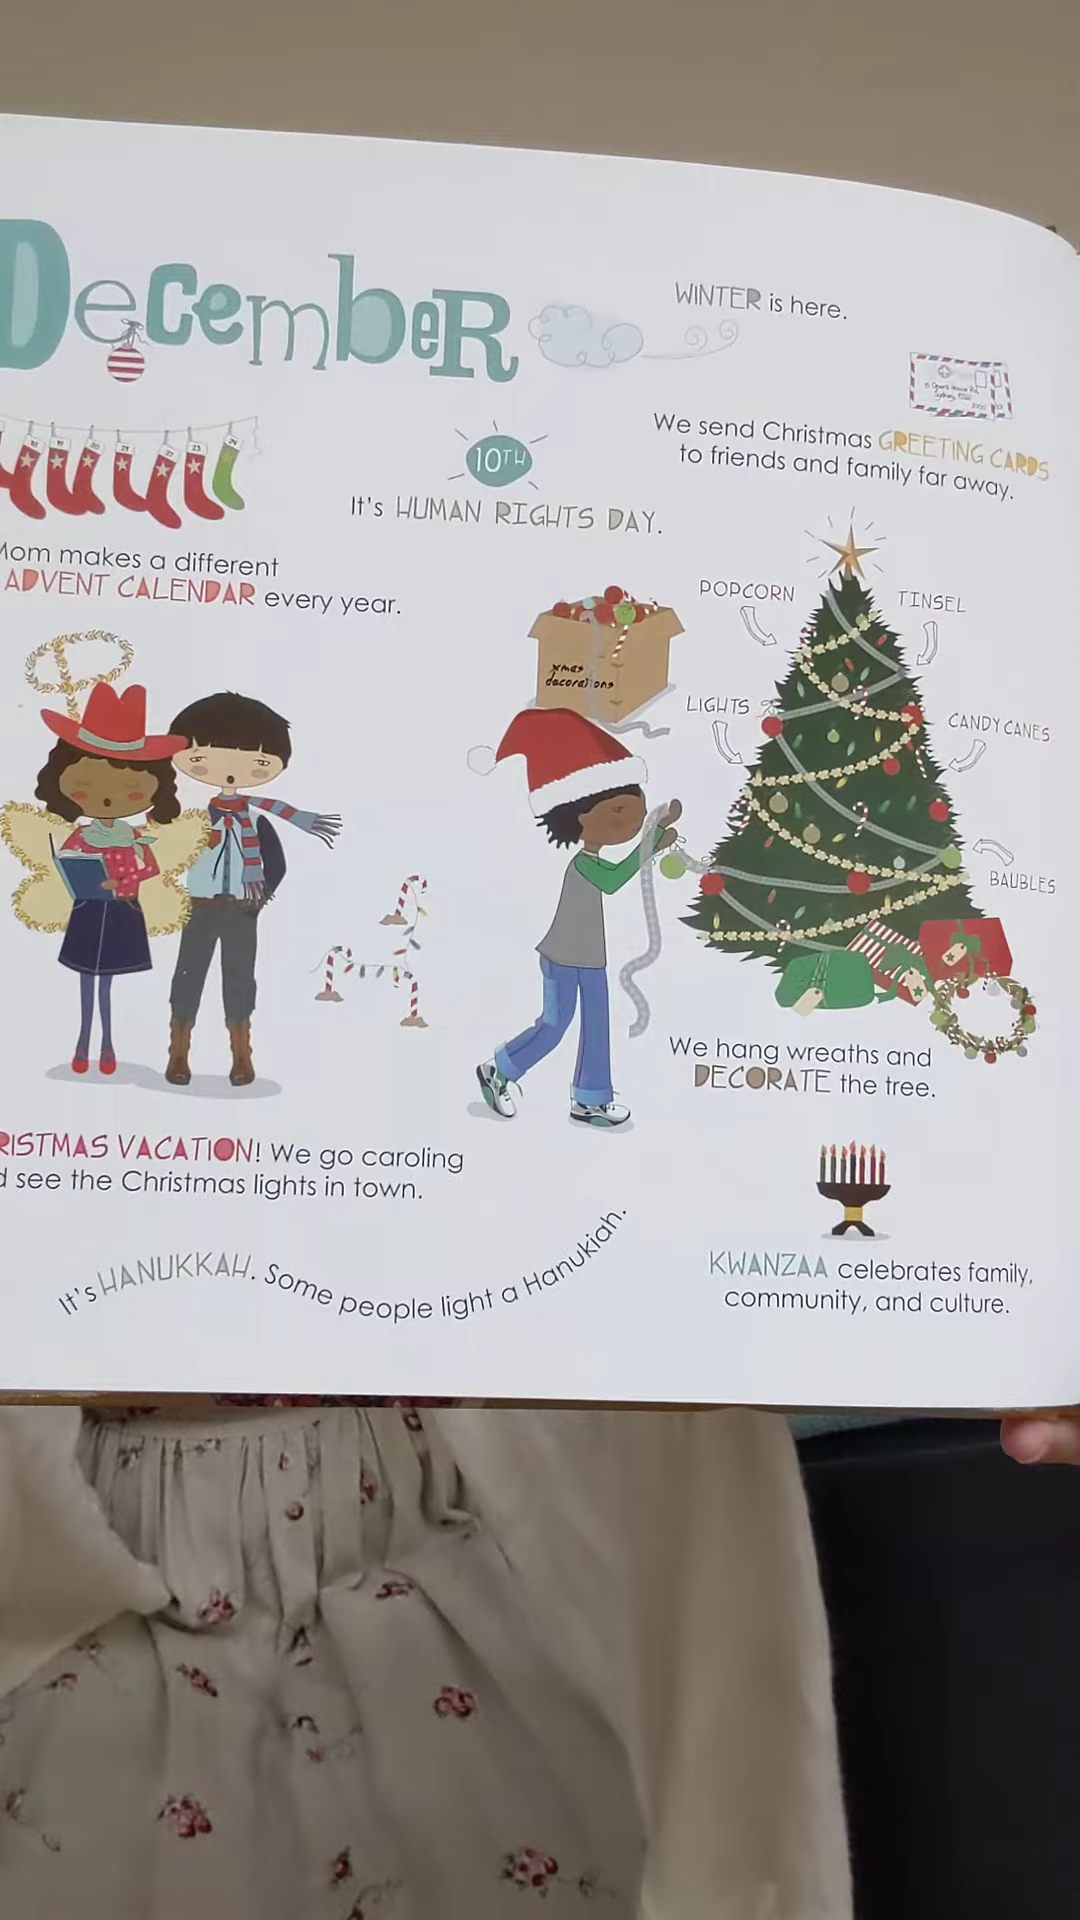 December
WINTER is here.
We send Christmas GREETING CARDS
to friends and family far away.
10TH
It's HUMAN RIGHTS DAY.
Mom makes a different
ADVENT CALENDAR every year.
xmas
decorations
POPCORN
TINSEL
LIGHTS
CANDY CANES
BAUBLES
We hang wreaths and
DECORATE the tree.
VACATION! We go caroling
see the Christmas lights in town.
It's HANUKKAH. Some people light a Hanukiah.
KWANZAA celebrates family,
community, and culture.